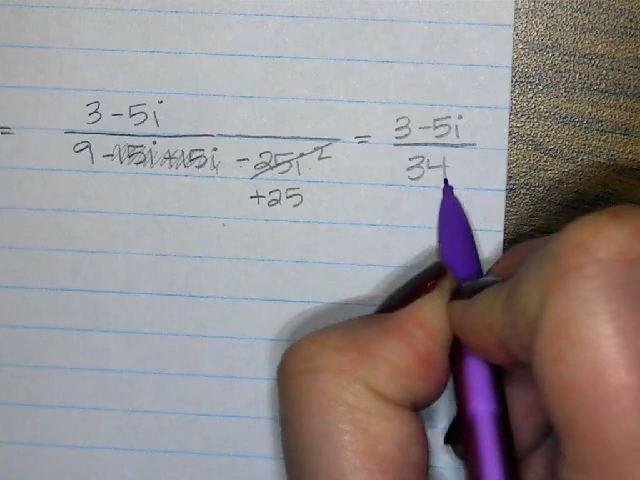 3 - 5i 3 - 5i
= ――― = ―――
9 - 15i + 15i - 25i² 34
+25